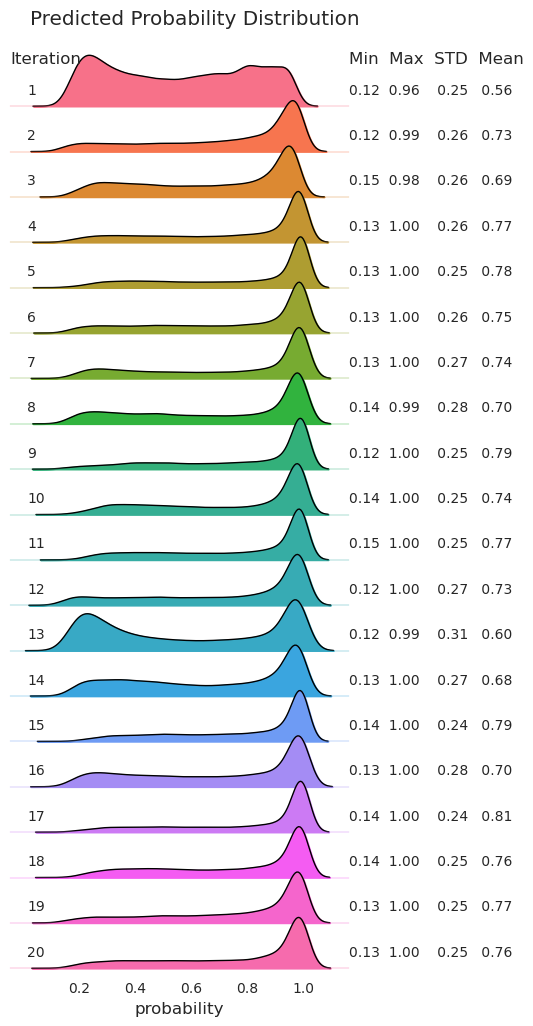 Predicted Probability Distribution
Iteration Min Max STD Mean
1 0.12 0.96 0.25 0.56
2 0.12 0.99 0.26 0.73
3 0.15 0.98 0.26 0.69
4 0.13 1.00 0.26 0.77
5 0.13 1.00 0.25 0.78
6 0.13 1.00 0.26 0.75
7 0.13 1.00 0.27 0.74
8 0.14 0.99 0.28 0.70
9 0.12 1.00 0.25 0.79
10 0.14 1.00 0.25 0.74
11 0.15 1.00 0.25 0.77
12 0.12 1.00 0.27 0.73
13 0.12 0.99 0.31 0.60
14 0.13 1.00 0.27 0.68
15 0.14 1.00 0.24 0.79
16 0.13 1.00 0.28 0.70
17 0.14 1.00 0.24 0.81
18 0.14 1.00 0.25 0.76
19 0.13 1.00 0.25 0.77
20 0.13 1.00 0.25 0.76
0.2 0.4 0.6 0.8 1.0
probability